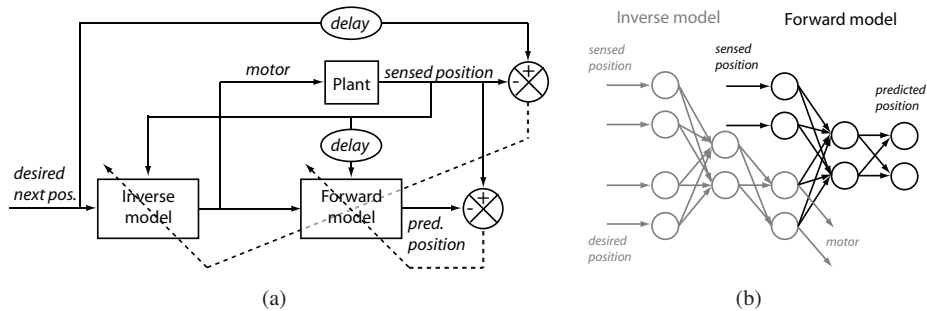 delay
motor
Plant
sensed position
+
-
delay
desired
next pos.
Inverse
model
Forward
model
pred.
position
+
-
(a)
Inverse model
Forward model
sensed
position
sensed
position
predicted
position
desired
position
motor
(b)